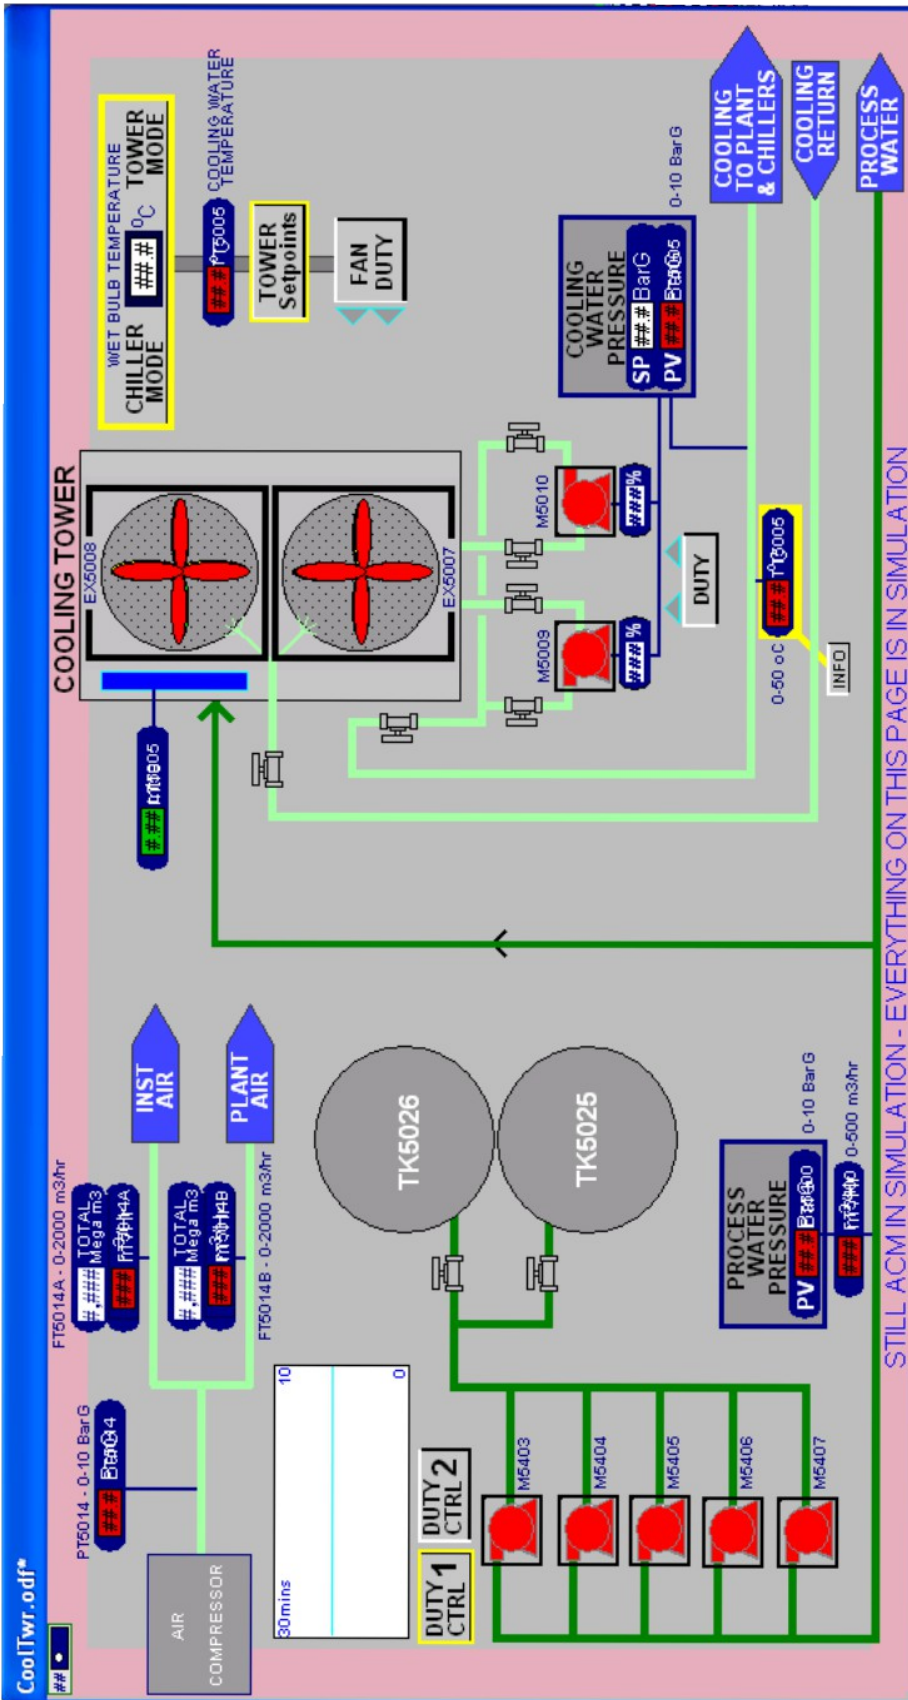 CoolTwr.odf*
##
AIR
COMPRESSOR
PT5014 - 0-10 BarG
##.#
FT5014A - 0-2000 m3/hr
#.### TOTAL
Mega m3
###
INST
AIR
#.### TOTAL
Mega m3
###
FT5014B - 0-2000 m3/hr
PLANT
AIR
30mins
10
0
DUTY
CTRL 1
DUTY
CTRL 2
M5403
M5404
M5405
M5406
M5407
TK5026
TK5025
PROCESS
WATER
PRESSURE
PV ##.#
0-10 BarG
###
0-500 m3/hr
COOLING TOWER
EX5008
EX5007
#.##
WET BULB TEMPERATURE
CHILLER
MODE
##.# °C
TOWER
MODE
##.#
COOLING WATER
TEMPERATURE
TOWER
Setpoints
FAN
DUTY
M5009
###%
M5010
###%
DUTY
COOLING
WATER
PRESSURE
SP ##.# BarG
PV ##.#
0-10 BarG
0-50 oC
##.#
INFO
COOLING
TO PLANT
& CHILLERS
COOLING
RETURN
PROCESS
WATER
STILL ACM IN SIMULATION - EVERYTHING ON THIS PAGE IS IN SIMULATION